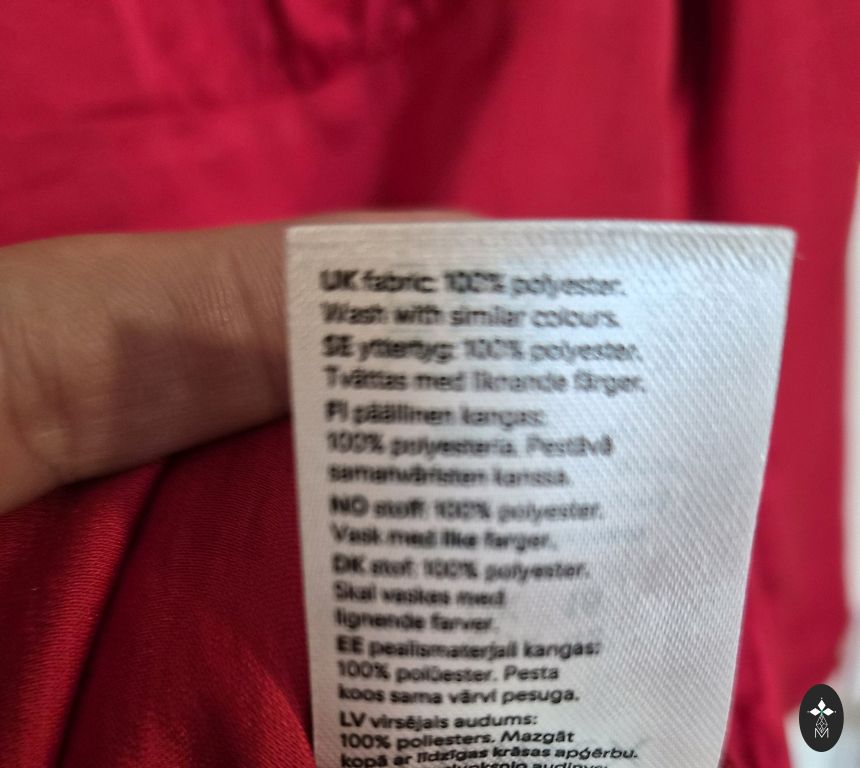 UK fabric: 100% polyester.
Wash with similar colours.
SE yttertyg: 100% polyester.
Tvättas med liknande färger.
FI päällinen kangas:
100% polyesteria. Pestävä
samanväristen kanssa.
NO stoff: 100% polyester.
Vask med like farger.
DK stof: 100% polyester.
Skal vaskes med
lignende farver.
EE pealismaterjali kangas:
100% polüester. Pesta
koos sama värvi pesuga.
LV virsējais audums:
100% poliesters. Mazgāt
kopā ar līdzīgas krāsas apģērbu.
M